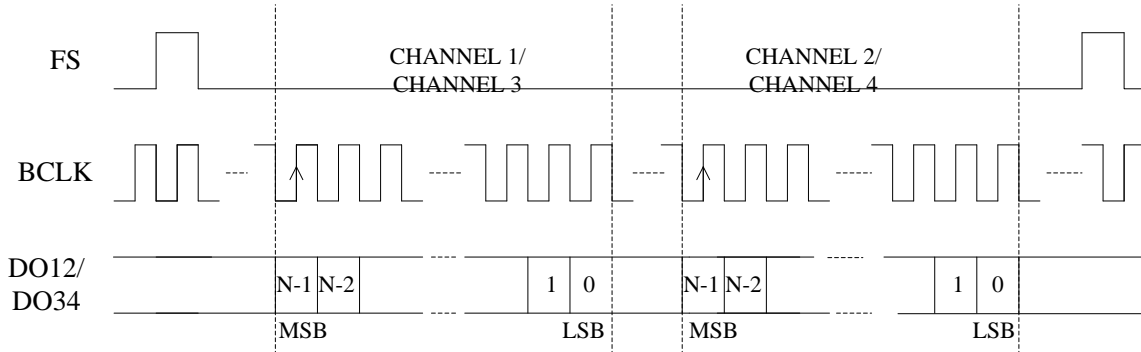 FS
CHANNEL 1/
CHANNEL 3
CHANNEL 2/
CHANNEL 4
BCLK
DO12/
DO34
N-1 N-2
1 0
N-1 N-2
1 0
MSB
LSB
MSB
LSB